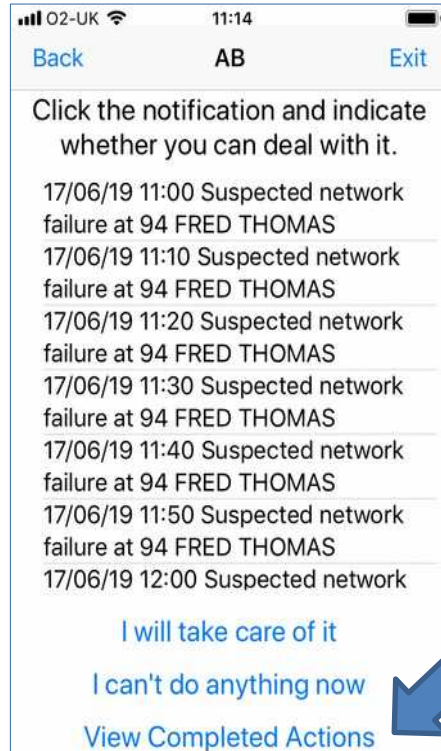 O2-UK 11:14
Back AB Exit
Click the notification and indicate
whether you can deal with it.
17/06/19 11:00 Suspected network
failure at 94 FRED THOMAS
17/06/19 11:10 Suspected network
failure at 94 FRED THOMAS
17/06/19 11:20 Suspected network
failure at 94 FRED THOMAS
17/06/19 11:30 Suspected network
failure at 94 FRED THOMAS
17/06/19 11:40 Suspected network
failure at 94 FRED THOMAS
17/06/19 11:50 Suspected network
failure at 94 FRED THOMAS
17/06/19 12:00 Suspected network
I will take care of it
I can't do anything now
View Completed Actions